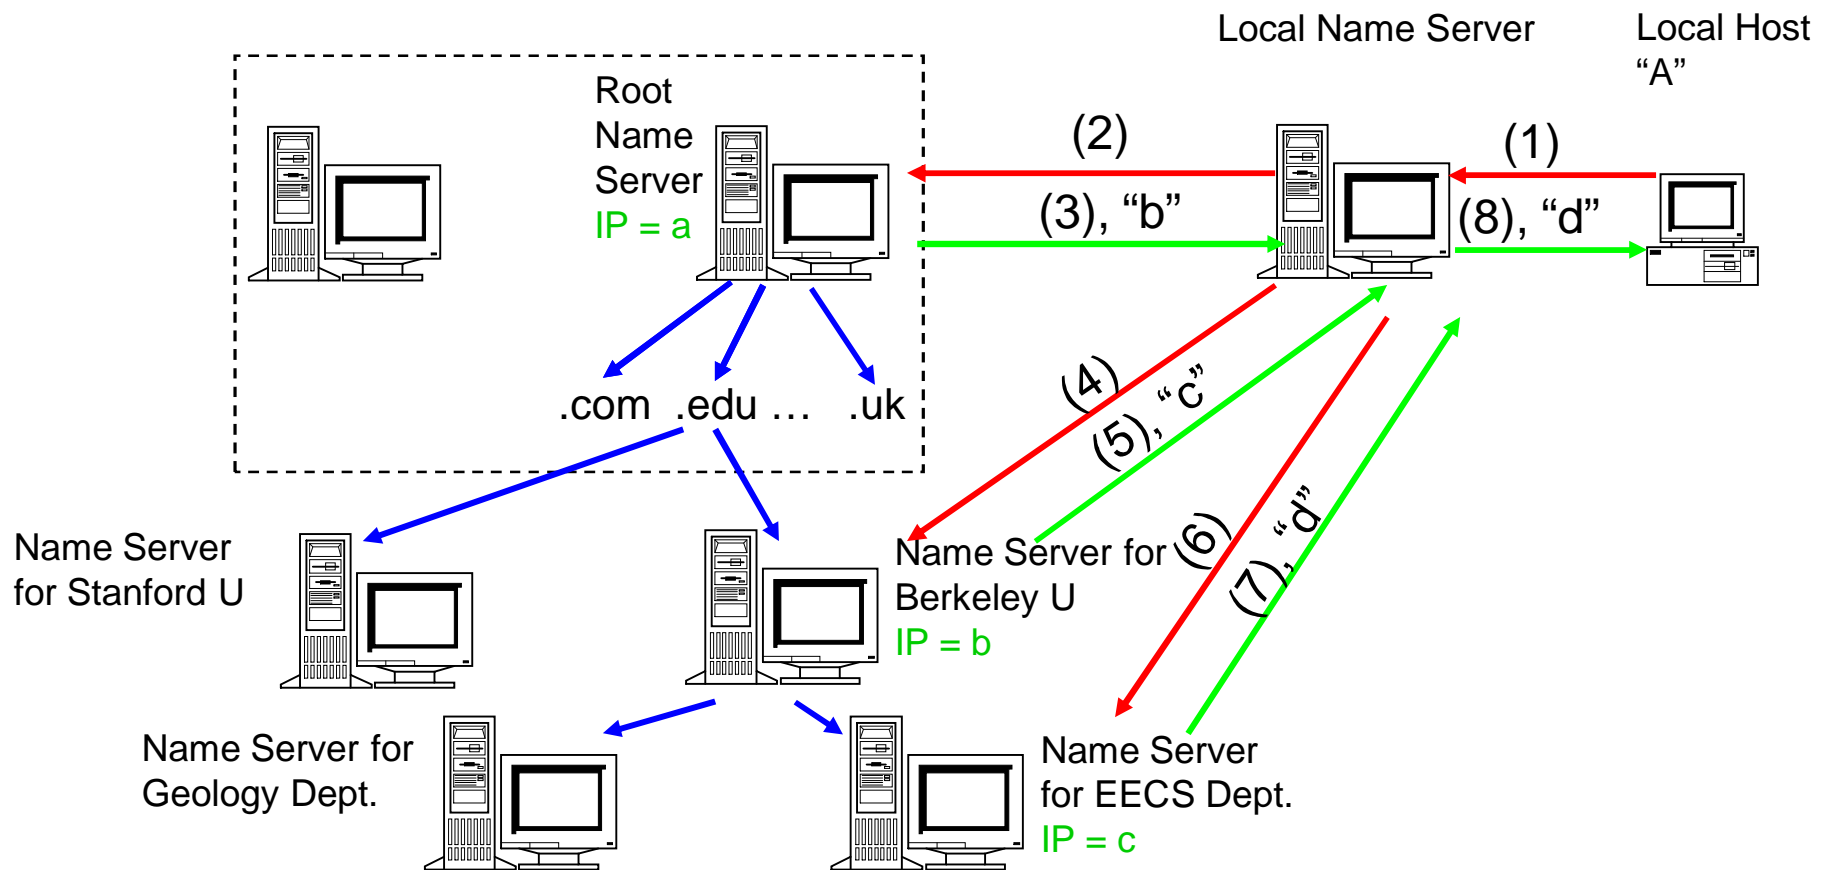 Local Name Server
Local Host
“A”
Root
Name
Server
IP = a
(2)
(1)
(3), “b”
(8), “d”
.com .edu … .uk
(4)
(5), “c”
(6)
(7), “d”
Name Server
for Stanford U
Name Server for
Berkeley U
IP = b
Name Server for
Geology Dept.
Name Server
for EECS Dept.
IP = c